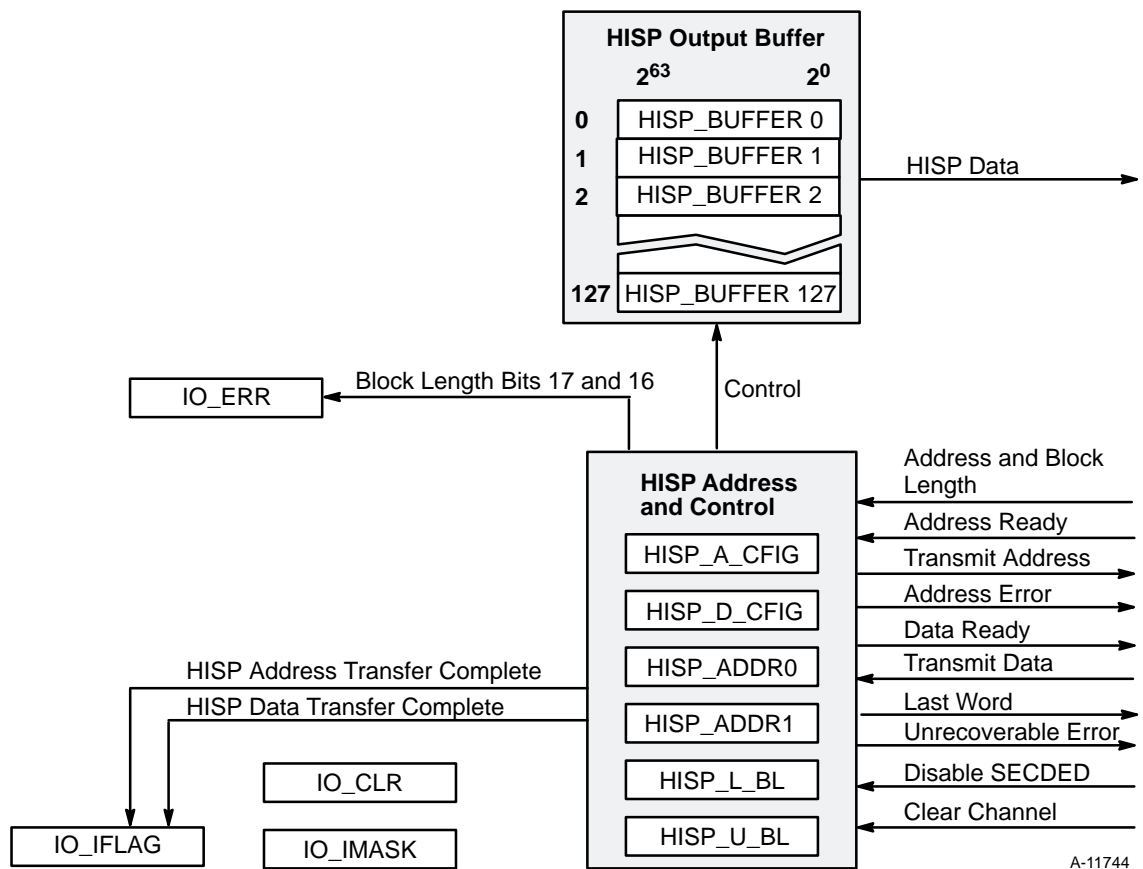 HISP Output Buffer
2^63 2^0
0 HISP_BUFFER 0
1 HISP_BUFFER 1
2 HISP_BUFFER 2
127 HISP_BUFFER 127
HISP Data
Block Length Bits 17 and 16
IO_ERR
Control
HISP Address
and Control
HISP_A_CFIG
HISP_D_CFIG
HISP_ADDR0
HISP_ADDR1
HISP_L_BL
HISP_U_BL
Address and Block
Length
Address Ready
Transmit Address
Address Error
Data Ready
Transmit Data
Last Word
Unrecoverable Error
Disable SECDED
Clear Channel
HISP Address Transfer Complete
HISP Data Transfer Complete
IO_CLR
IO_IFLAG
IO_IMASK
A-11744